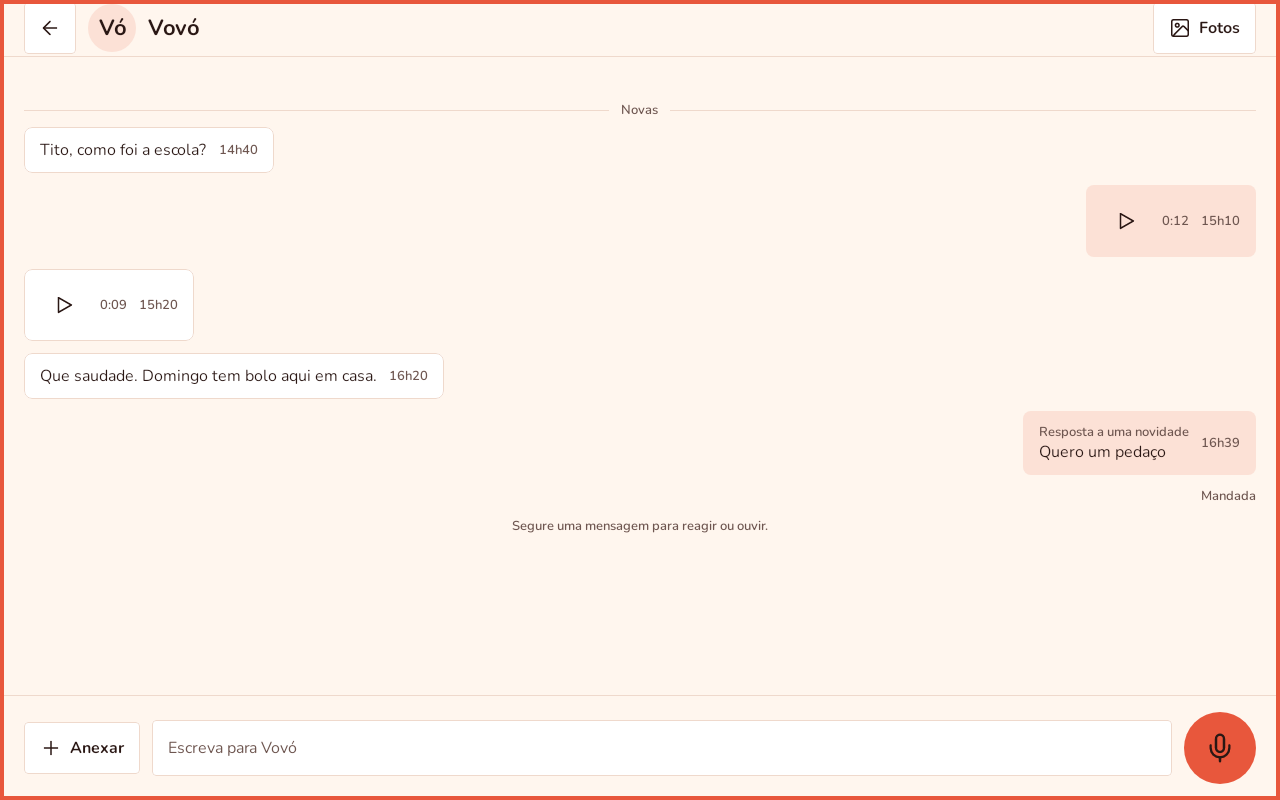 Vó Vovó
Fotos
Novas
Tito, como foi a escola? 14h40
0:12 15h10
0:09 15h20
Que saudade. Domingo tem bolo aqui em casa. 16h20
Resposta a uma novidade
Quero um pedaço
16h39
Mandada
Segure uma mensagem para reagir ou ouvir.
Anexar
Escreva para Vovó